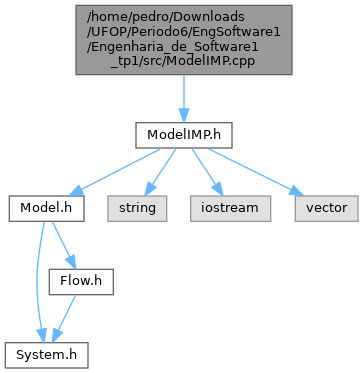 /home/pedro/Downloads
/UFOP/Periodo6/EngSoftware1
/Engenharia_de_Software1
_tp1/src/ModelIMP.cpp
ModelIMP.h
Model.h
string
iostream
vector
Flow.h
System.h